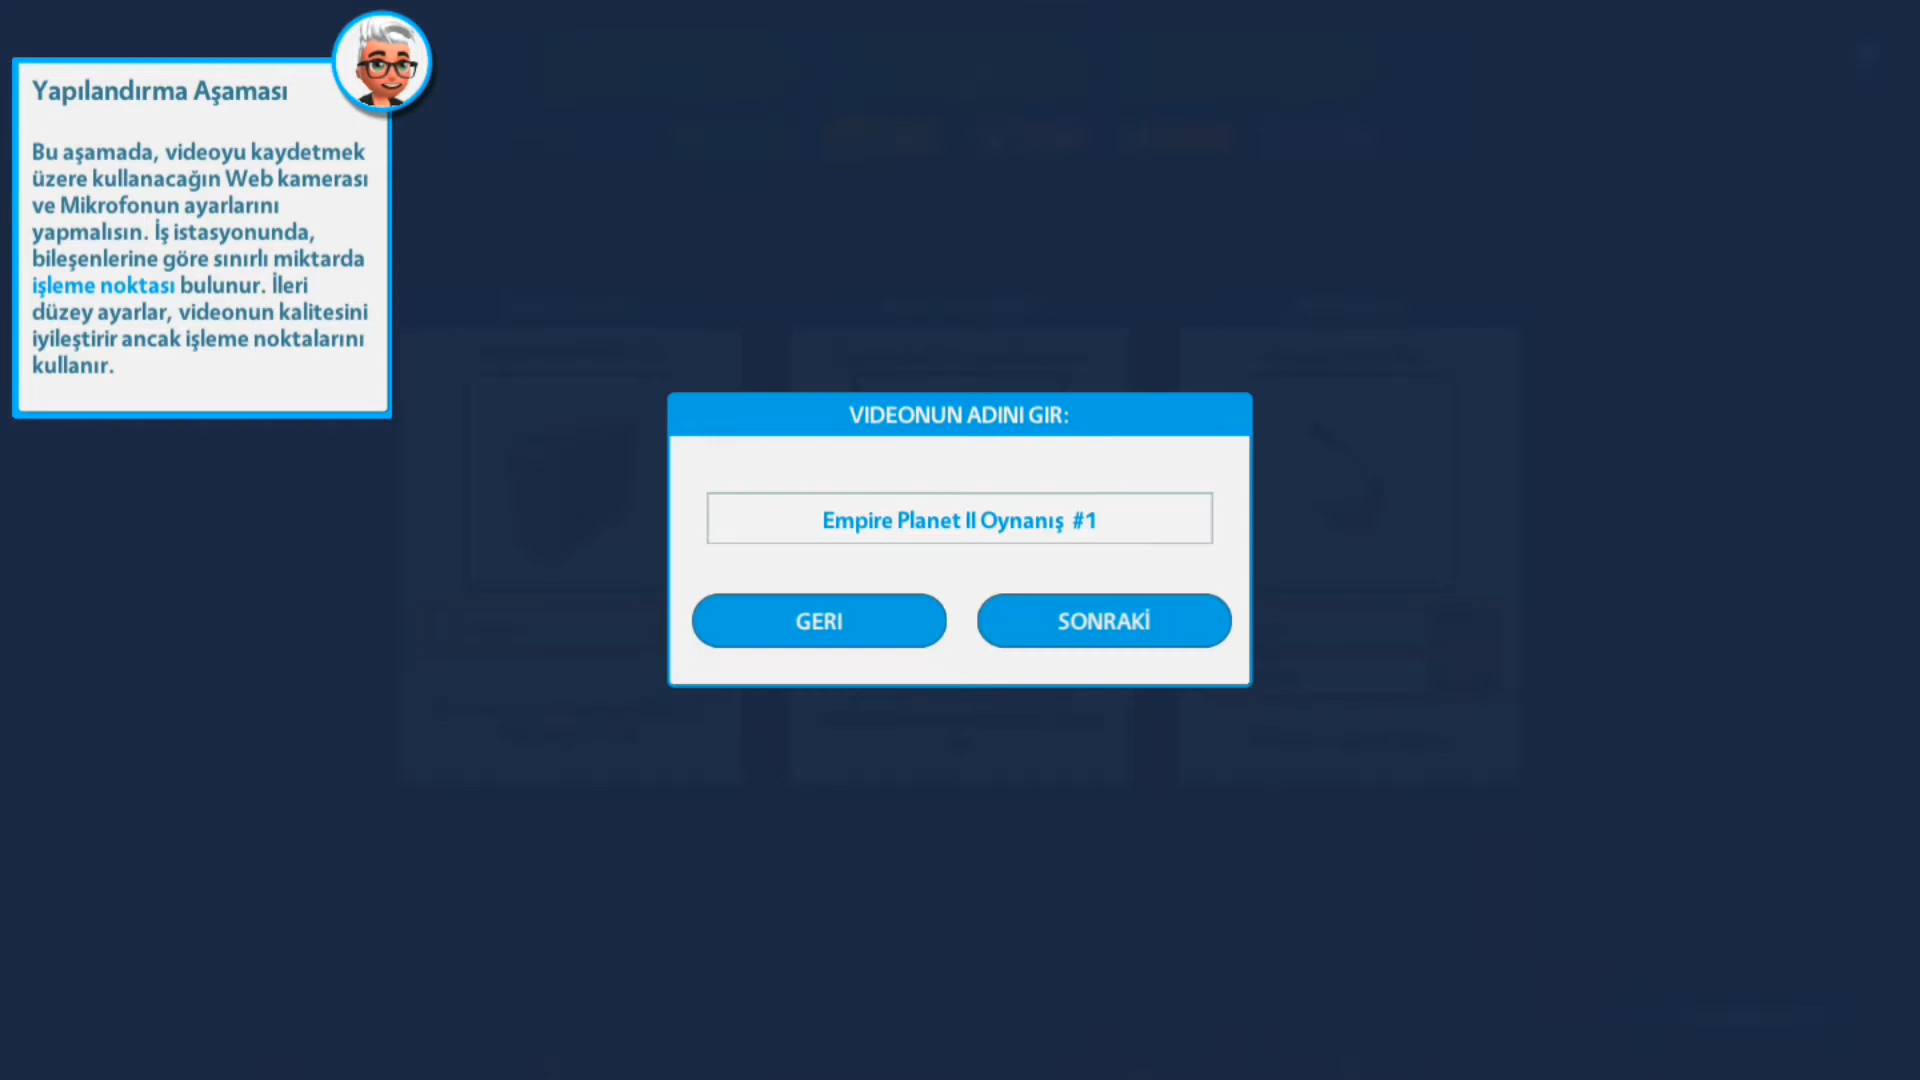 Yapılandırma Aşaması
Bu aşamada, videoyu kaydetmek
üzere kullanacağın Web kamerası
ve Mikrofonun ayarlarını
yapmalısın. İş istasyonunda,
bileşenlerine göre sınırlı miktarda
işleme noktası bulunur. İleri
düzey ayarlar, videonun kalitesini
iyileştirir ancak işleme noktalarını
kullanır.
VIDEONUN ADINI GIR:
Empire Planet II Oynanış #1
GERI
SONRAKİ